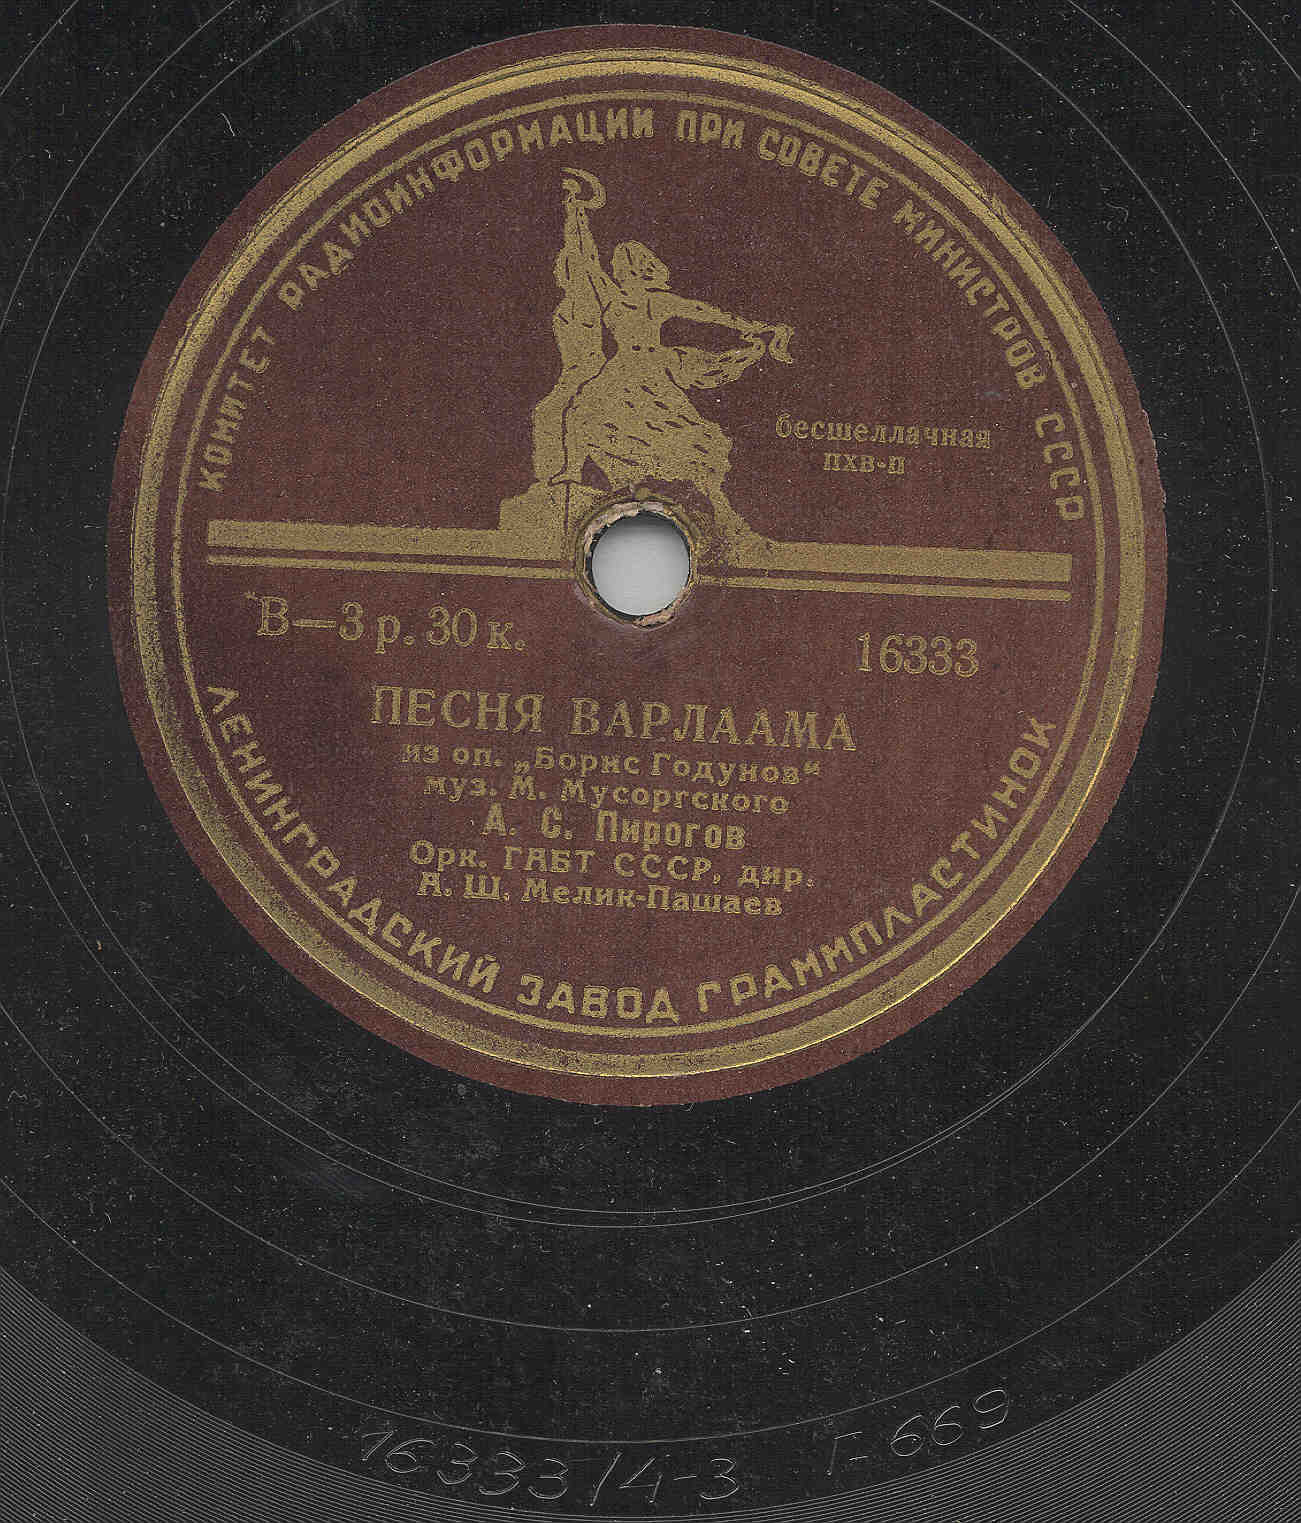 КОМИТЕТ РАДИОИНФОРМАЦИИ ПРИ СОВЕТЕ МИНИСТРОВ СССР
бесшеллачная
пхв-п
В—3 р. 30 к.
16333
ПЕСНЯ ВАРЛААМА
из оп. „Борис Годунов“
муз. М. Мусоргского
А. С. Пирогов
Орк. ГАБТ СССР, дир.
А. Ш. Мелик-Пашаев
ЛЕНИНГРАДСКИЙ ЗАВОД ГРАМПЛАСТИНОК
16333/4-3 Г-669